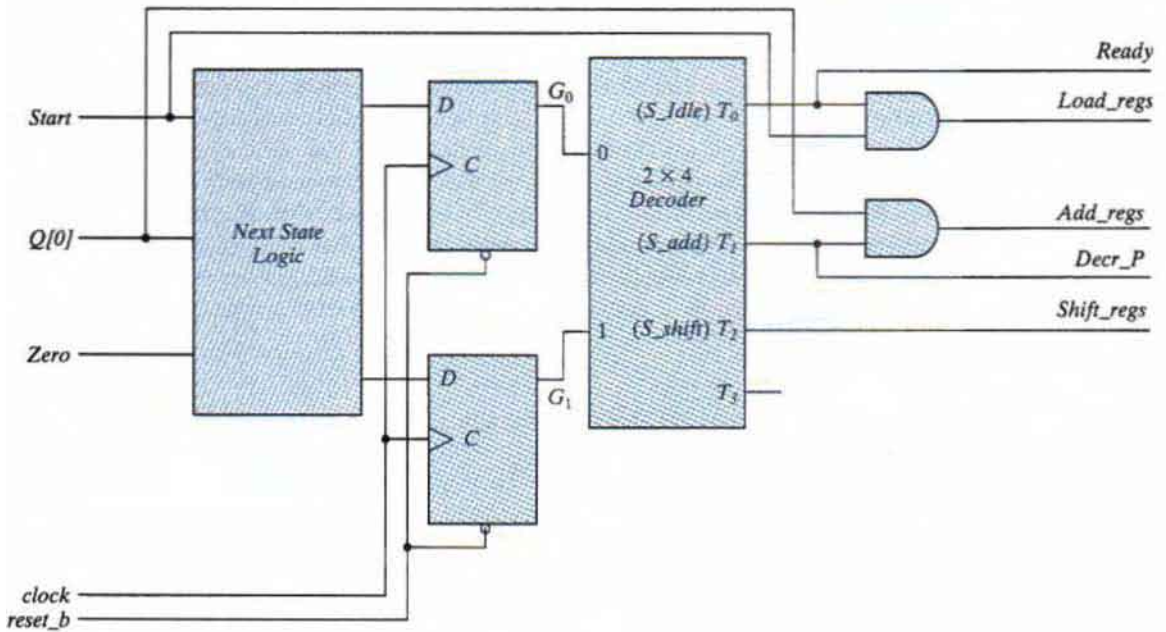 Ready
Load_regs
Add_regs
Decr_P
Shift_regs
Start
Q[0]
Zero
clock
reset_b
Next State
Logic
D
C
G₀
D
C
G₁
0
1
2 × 4
Decoder
(S_Idle) T₀
(S_add) T₁
(S_shift) T₂
T₃